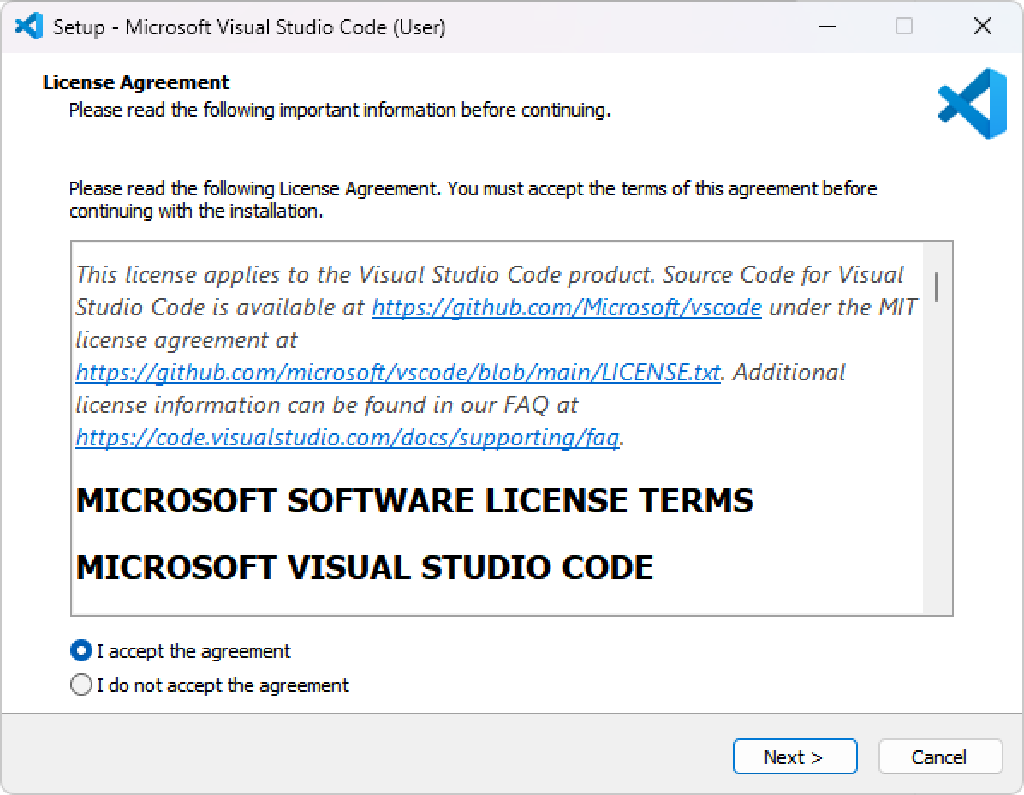 Setup - Microsoft Visual Studio Code (User)
License Agreement
Please read the following important information before continuing.
Please read the following License Agreement. You must accept the terms of this agreement before
continuing with the installation.
This license applies to the Visual Studio Code product. Source Code for Visual
Studio Code is available at https://github.com/Microsoft/vscode under the MIT
license agreement at
https://github.com/microsoft/vscode/blob/main/LICENSE.txt. Additional
license information can be found in our FAQ at
https://code.visualstudio.com/docs/supporting/faq.
MICROSOFT SOFTWARE LICENSE TERMS
MICROSOFT VISUAL STUDIO CODE
I accept the agreement
I do not accept the agreement
Next > Cancel